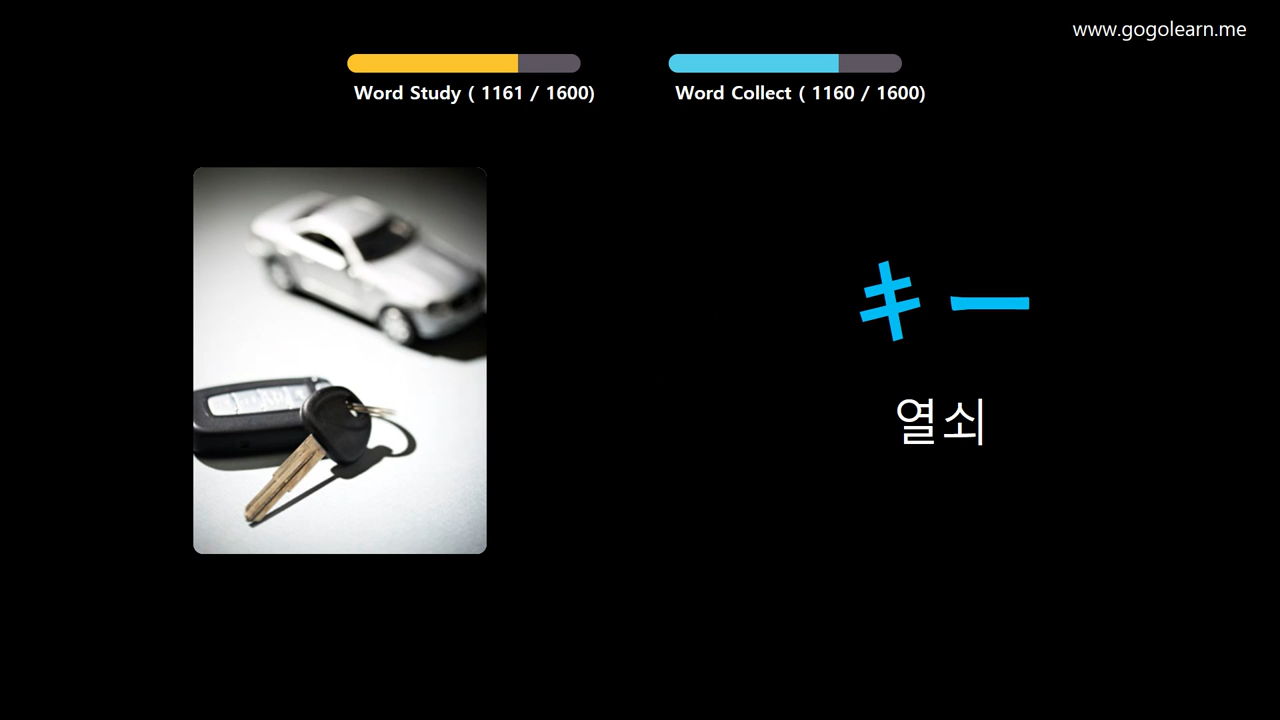 www.gogolearn.me
Word Study ( 1161 / 1600)
Word Collect ( 1160 / 1600)
キー
열쇠